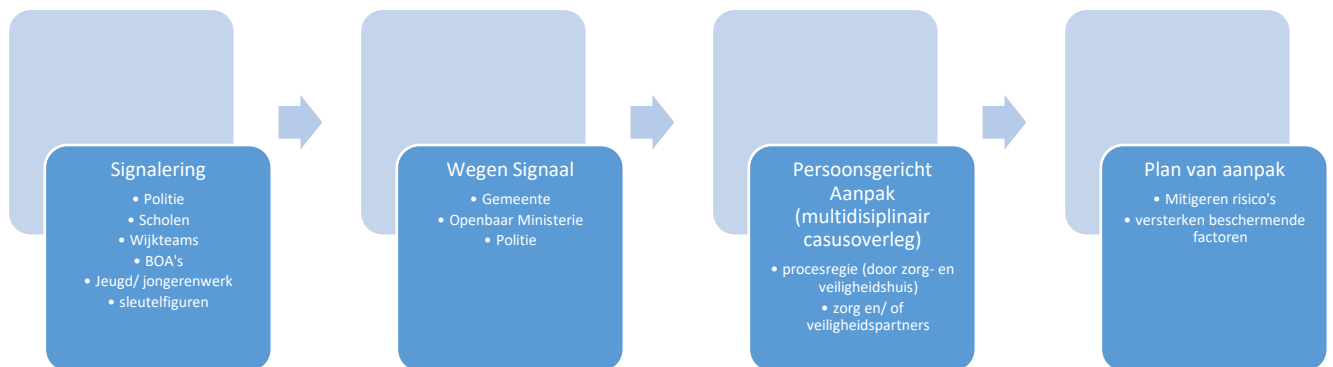 Signalering
• Politie
• Scholen
• Wijkteams
• BOA's
• Jeugd/ jongerenwerk
• sleutelfiguren
Wegen Signaal
• Gemeente
• Openbaar Ministerie
• Politie
Persoonsgericht
Aanpak
(multidisiplinair
casusoverleg)
• procesregie (door zorg- en
veiligheidshuis)
• zorg en/ of
veiligheidspartners
Plan van aanpak
• Mitigeren risico's
• versterken beschermende
factoren